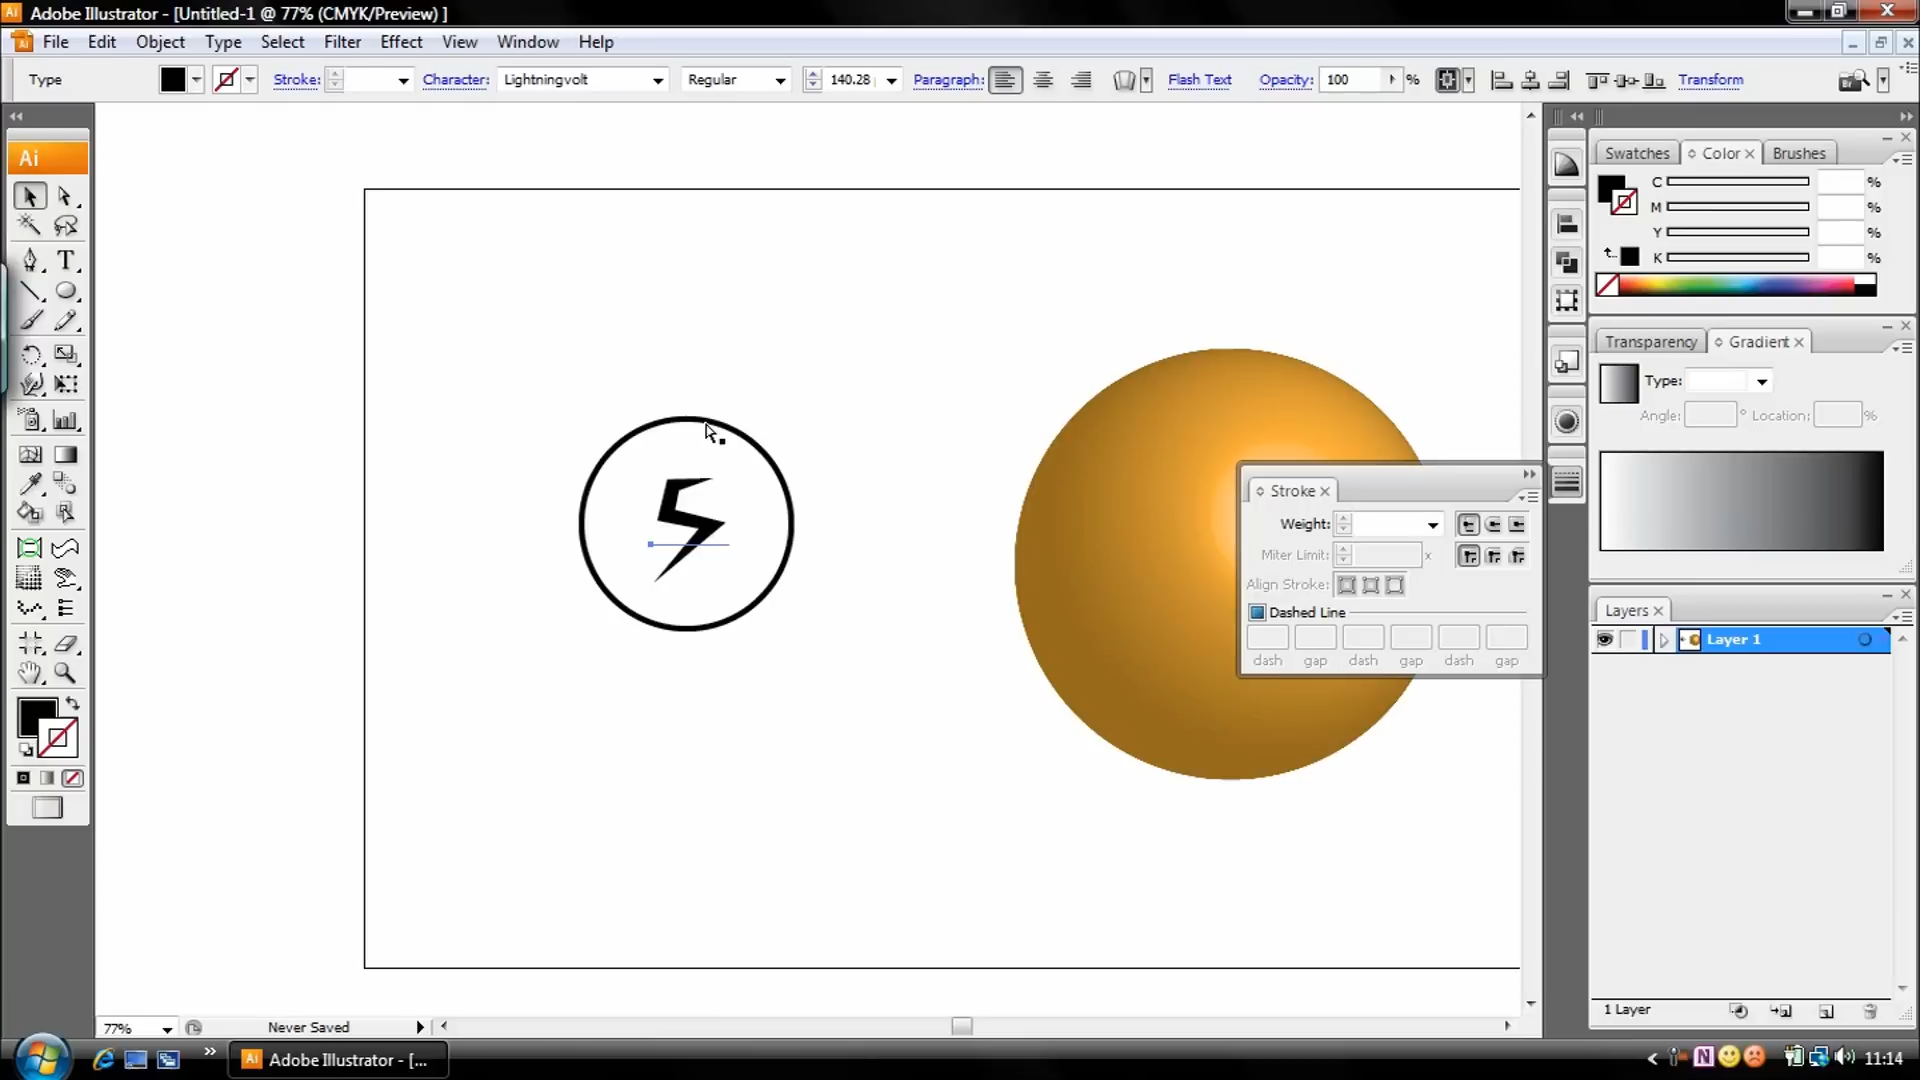 Adobe Illustrator - [Untitled-1 @ 77% (CMYK/Preview) ]
File Edit Object Type Select Filter Effect View Window Help
Type Stroke: Character: Lightningvolt Regular 140.28 Paragraph: Flash Text Opacity: 100 % Transform
Ai
Swatches Color Brushes
C %
M %
Y %
K %
Transparency Gradient
Type:
Angle: ° Location: %
Stroke
Weight:
Miter Limit: x
Align Stroke:
Dashed Line
dash gap dash gap dash gap
Layers
Layer 1
1 Layer
77% Never Saved
Adobe Illustrator - [...
11:14